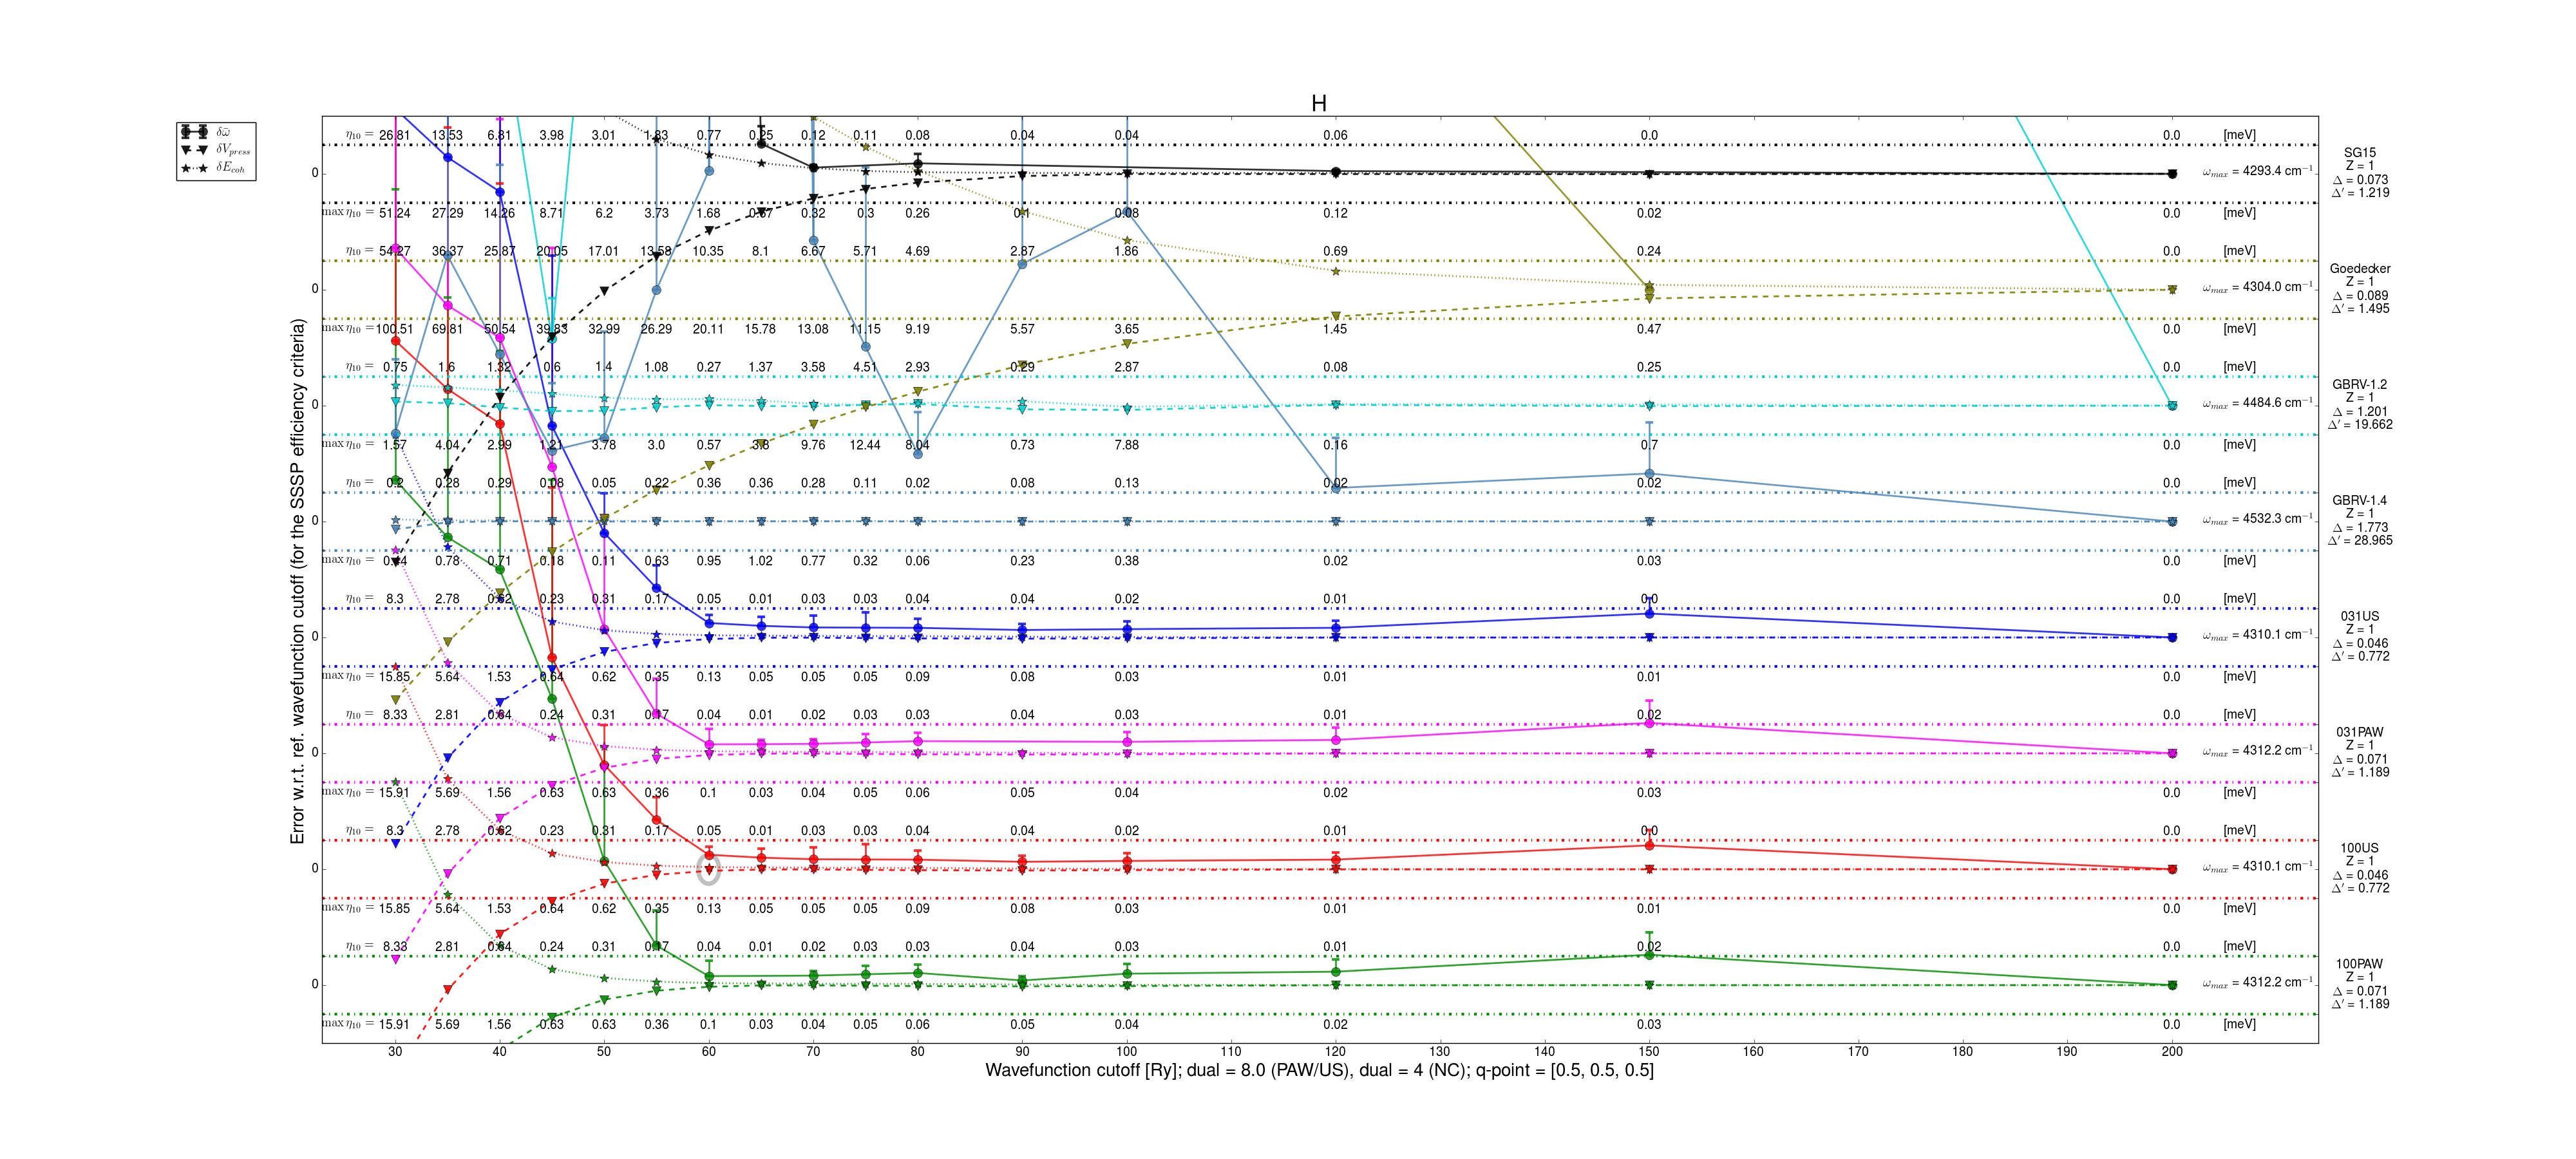 H
δω̄
δV_press
δE_coh
Error w.r.t. ref. wavefunction cutoff (for the SSSP efficiency criteria)
η₁₀ = 26.81 13.53 6.81 3.98 3.01 1.83 0.77 0.25 0.12 0.11 0.08 0.04 0.04 0.06 0.0 0.0 [meV]
0 ω_max = 4293.4 cm⁻¹
max η₁₀ = 51.24 27.29 14.26 8.71 6.2 3.73 1.68 0.67 0.32 0.3 0.26 0.1 0.08 0.12 0.02 0.0 [meV]
SG15
Z = 1
Δ = 0.073
Δ′ = 1.219
η₁₀ = 54.27 36.37 25.87 20.05 17.01 13.58 10.35 8.1 6.67 5.71 4.69 2.87 1.86 0.69 0.24 0.0 [meV]
0 ω_max = 4304.0 cm⁻¹
max η₁₀ = 100.51 69.81 50.54 39.83 32.99 26.29 20.11 15.78 13.08 11.15 9.19 5.57 3.65 1.45 0.47 0.0 [meV]
Goedecker
Z = 1
Δ = 0.089
Δ′ = 1.495
η₁₀ = 0.75 1.6 1.32 0.6 1.4 1.08 0.27 1.37 3.58 4.51 2.93 0.29 2.87 0.08 0.25 0.0 [meV]
0 ω_max = 4484.6 cm⁻¹
max η₁₀ = 1.57 4.04 2.99 1.21 3.78 3.0 0.57 3.8 9.76 12.44 8.04 0.73 7.88 0.16 0.7 0.0 [meV]
GBRV-1.2
Z = 1
Δ = 1.201
Δ′ = 19.662
η₁₀ = 0.2 0.28 0.29 0.08 0.05 0.22 0.36 0.36 0.28 0.11 0.02 0.08 0.13 0.02 0.02 0.0 [meV]
0 ω_max = 4532.3 cm⁻¹
max η₁₀ = 0.78 0.71 0.18 0.11 0.63 0.95 1.02 0.77 0.32 0.06 0.23 0.38 0.02 0.03 0.0 [meV]
GBRV-1.4
Z = 1
Δ = 1.773
Δ′ = 28.965
η₁₀ = 8.3 2.78 0.62 0.23 0.31 0.17 0.05 0.01 0.03 0.03 0.04 0.04 0.02 0.01 0.0 0.0 [meV]
0 ω_max = 4310.1 cm⁻¹
max η₁₀ = 15.85 5.64 1.53 0.64 0.62 0.35 0.13 0.05 0.05 0.05 0.09 0.08 0.03 0.01 0.01 0.0 [meV]
031US
Z = 1
Δ = 0.046
Δ′ = 0.772
η₁₀ = 8.33 2.81 0.64 0.24 0.31 0.17 0.04 0.01 0.02 0.03 0.03 0.04 0.03 0.01 0.02 0.0 [meV]
0 ω_max = 4312.2 cm⁻¹
max η₁₀ = 15.91 5.69 1.56 0.63 0.63 0.36 0.1 0.03 0.04 0.05 0.06 0.05 0.04 0.02 0.03 0.0 [meV]
031PAW
Z = 1
Δ = 0.071
Δ′ = 1.189
η₁₀ = 8.3 2.78 0.62 0.23 0.31 0.17 0.05 0.01 0.03 0.03 0.04 0.04 0.02 0.01 0.0 0.0 [meV]
0 ω_max = 4310.1 cm⁻¹
max η₁₀ = 15.85 5.64 1.53 0.64 0.62 0.35 0.13 0.05 0.05 0.05 0.09 0.08 0.03 0.01 0.01 0.0 [meV]
100US
Z = 1
Δ = 0.046
Δ′ = 0.772
η₁₀ = 8.33 2.81 0.64 0.24 0.31 0.17 0.04 0.01 0.02 0.03 0.03 0.04 0.03 0.01 0.02 0.0 [meV]
0 ω_max = 4312.2 cm⁻¹
max η₁₀ = 15.91 5.69 1.56 0.63 0.63 0.36 0.1 0.03 0.04 0.05 0.06 0.05 0.04 0.02 0.03 0.0 [meV]
100PAW
Z = 1
Δ = 0.071
Δ′ = 1.189
30 40 50 60 70 80 90 100 110 120 130 140 150 160 170 180 190 200
Wavefunction cutoff [Ry]; dual = 8.0 (PAW/US), dual = 4 (NC); q-point = [0.5, 0.5, 0.5]